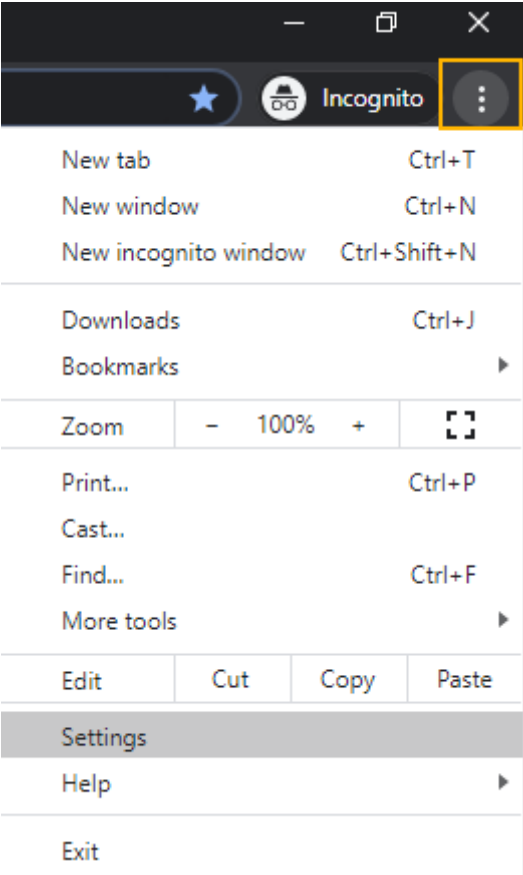 Incognito
New tab Ctrl+T
New window Ctrl+N
New incognito window Ctrl+Shift+N
Downloads Ctrl+J
Bookmarks
Zoom - 100% +
Print... Ctrl+P
Cast...
Find... Ctrl+F
More tools
Edit Cut Copy Paste
Settings
Help
Exit